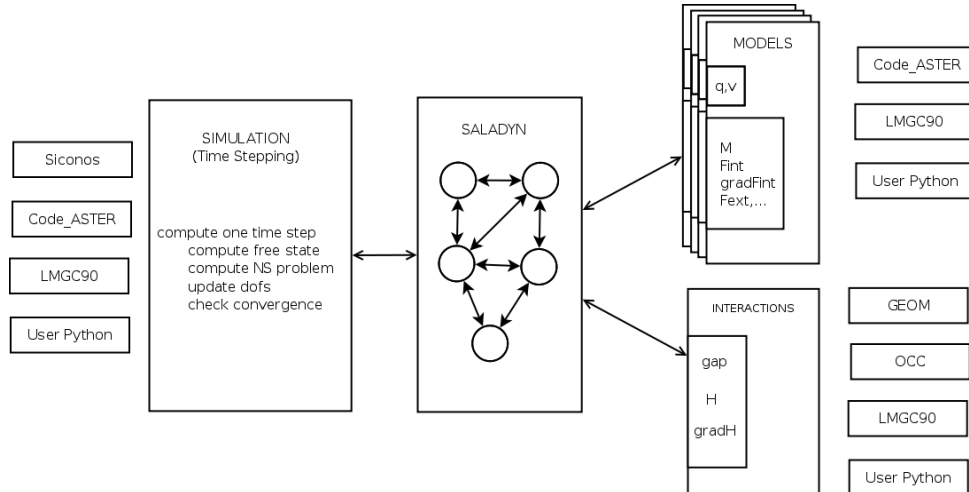 Siconos
Code_ASTER
LMGC90
User Python
SIMULATION
(Time Stepping)
compute one time step
compute free state
compute NS problem
update dofs
check convergence
SALADYN
MODELS
q,v
M
Fint
gradFint
Fext,...
Code_ASTER
LMGC90
User Python
INTERACTIONS
gap
H
gradH
GEOM
OCC
LMGC90
User Python